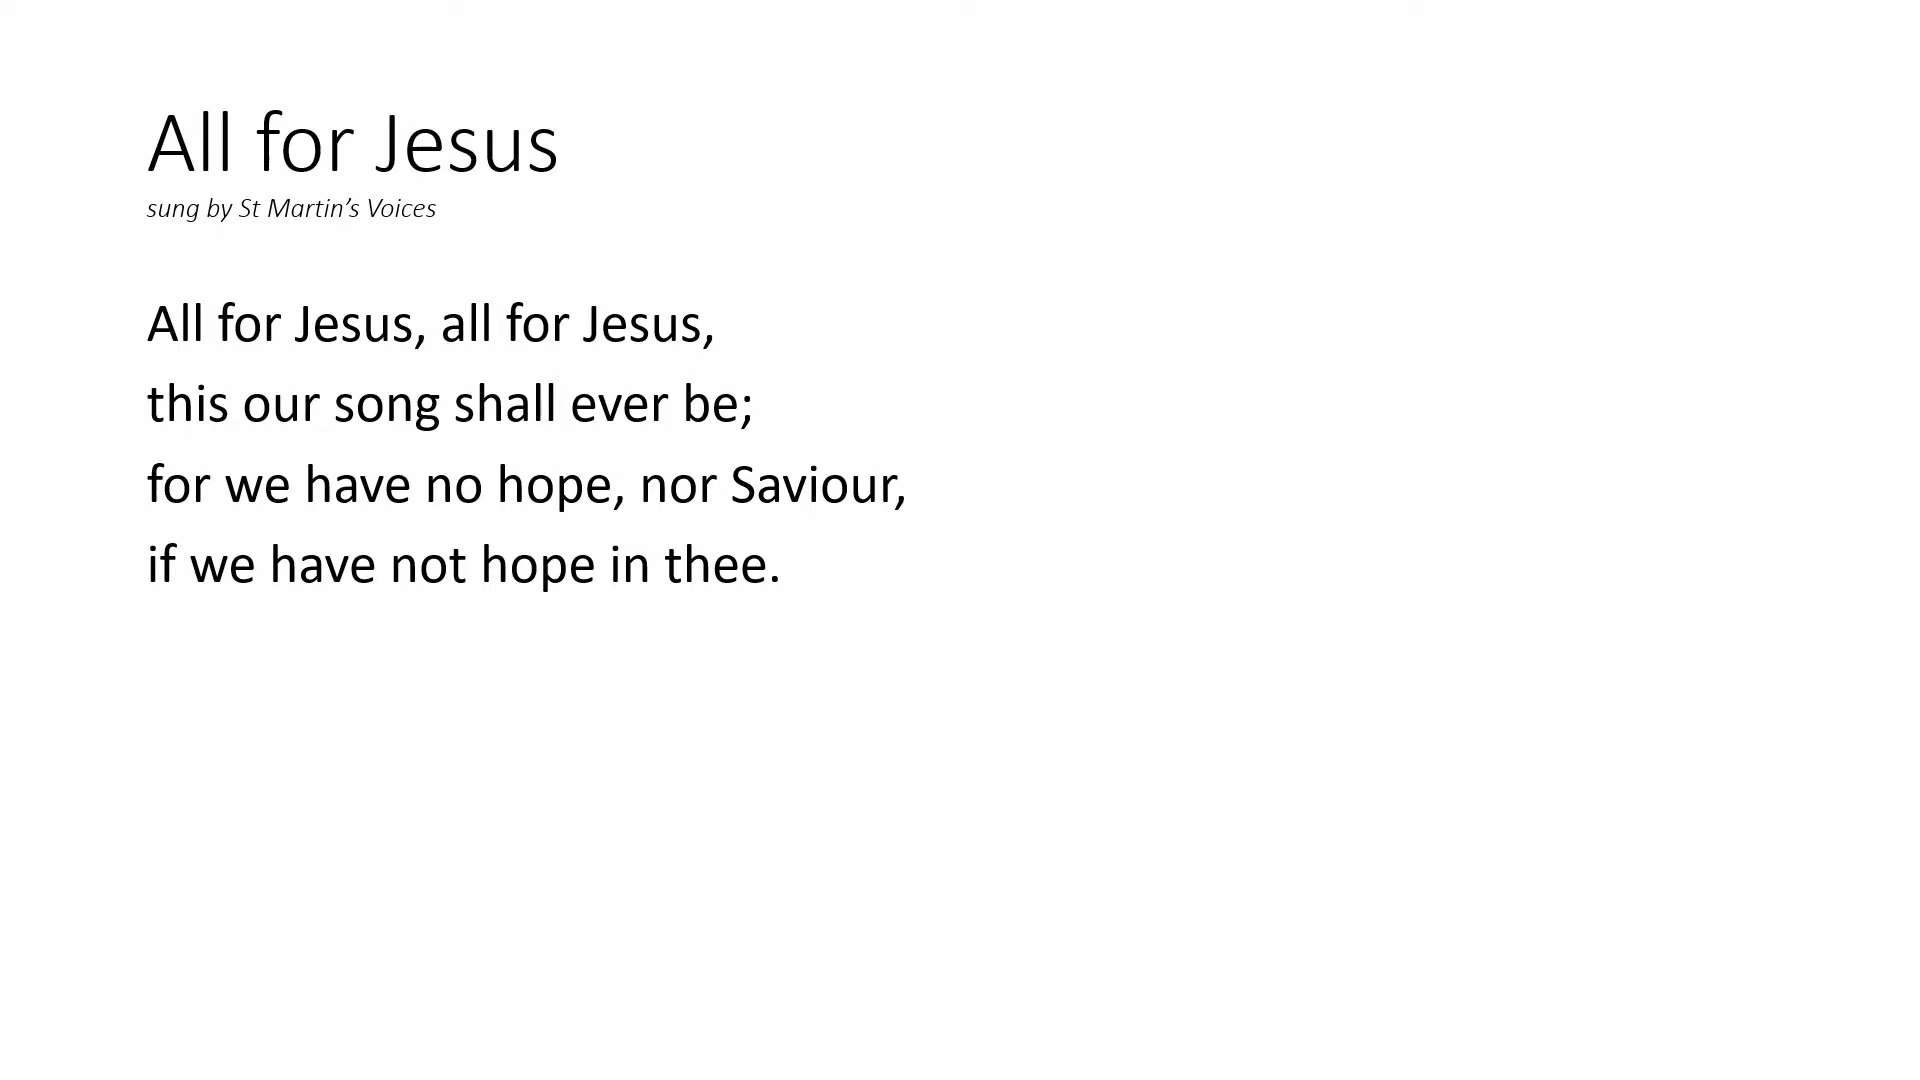 All for Jesus
sung by St Martin’s Voices
All for Jesus, all for Jesus,
this our song shall ever be;
for we have no hope, nor Saviour,
if we have not hope in thee.